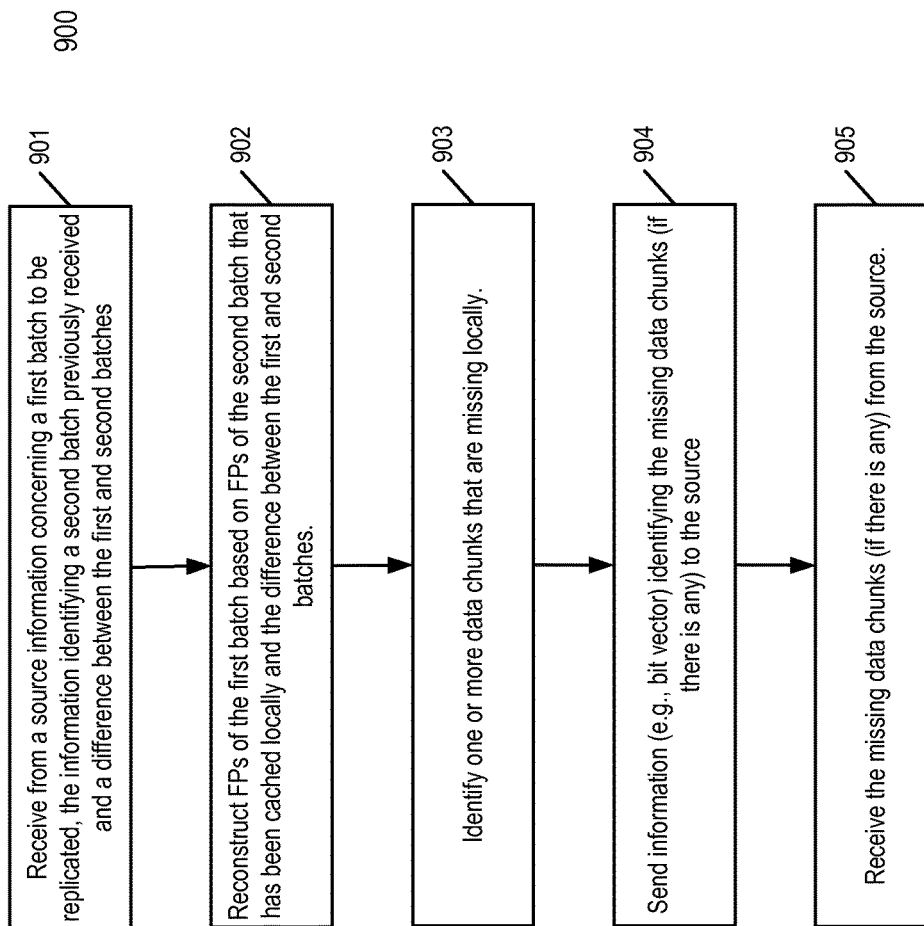 900
901
Receive from a source information concerning a first batch to be
replicated, the information identifying a second batch previously received
and a difference between the first and second batches
902
Reconstruct FPs of the first batch based on FPs of the second batch that
has been cached locally and the difference between the first and second
batches.
903
Identify one or more data chunks that are missing locally.
904
Send information (e.g., bit vector) identifying the missing data chunks (if
there is any) to the source
905
Receive the missing data chunks (if there is any) from the source.